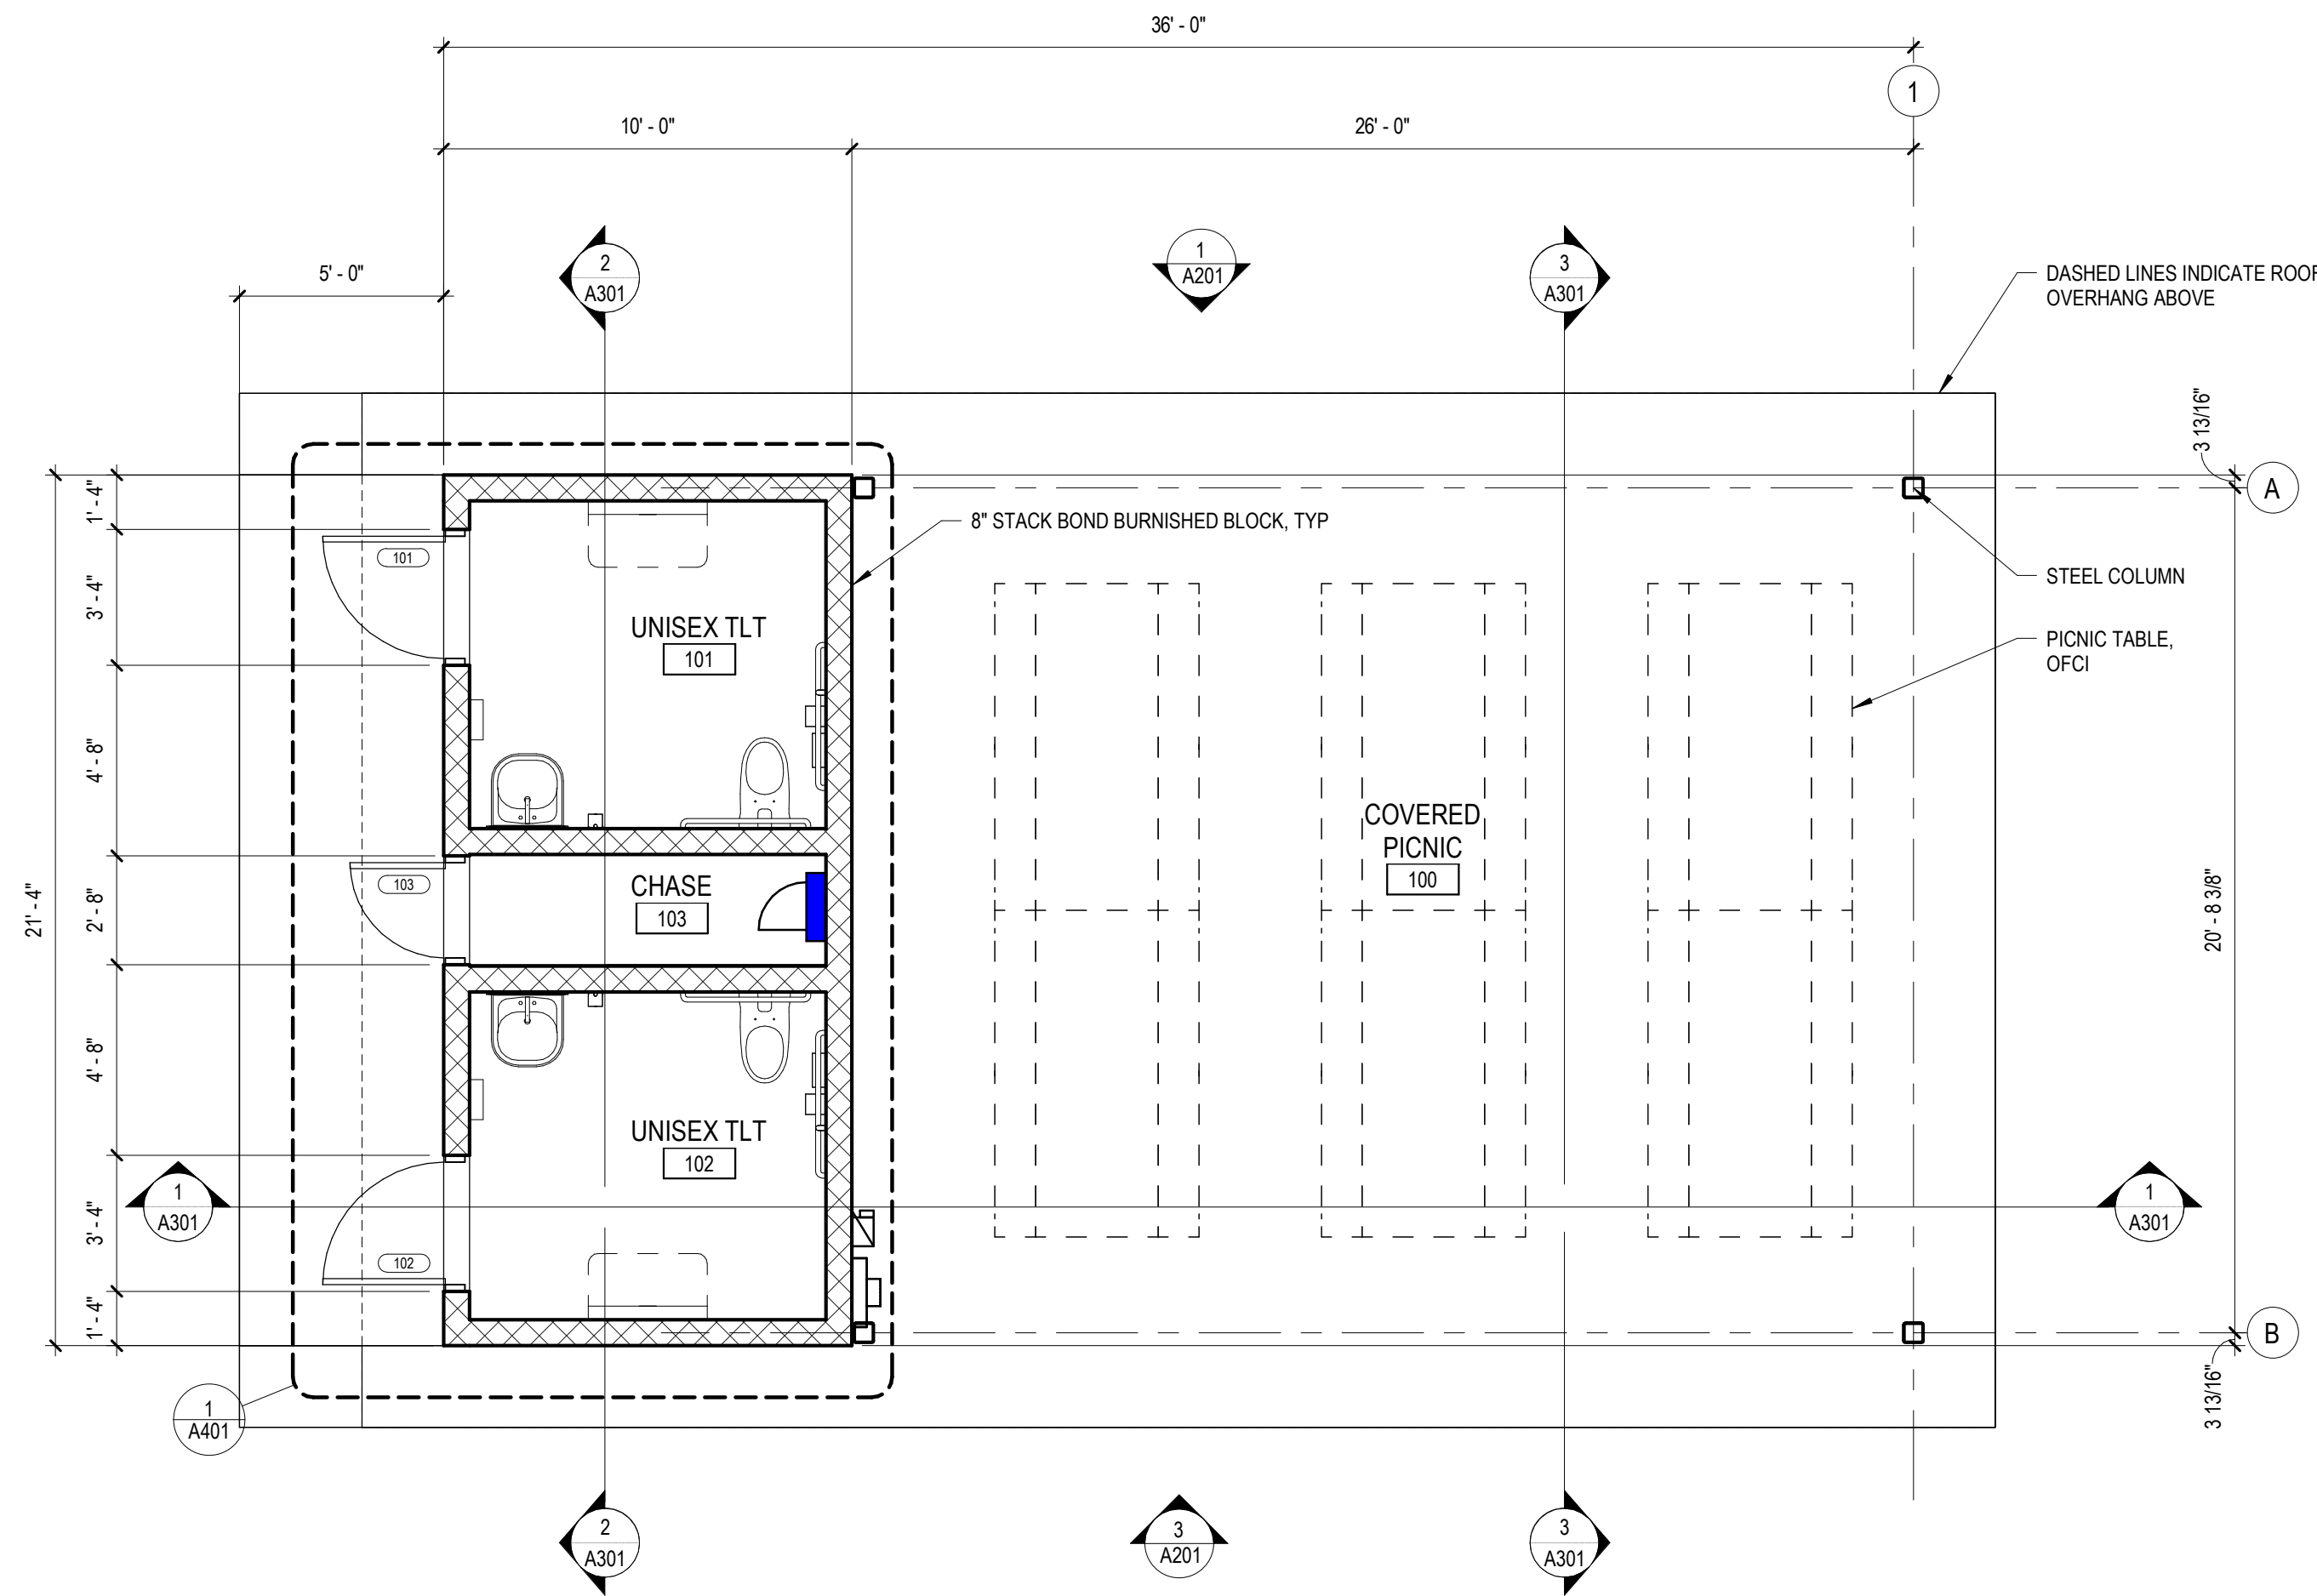 36' - 0"
1
10' - 0"
26' - 0"
5' - 0"
2
A301
1
A201
3
A301
DASHED LINES INDICATE ROOF
OVERHANG ABOVE
3 13/16"
A
1' - 4"
3' - 4"
4' - 8"
2' - 8"
4' - 8"
3' - 4"
1' - 4"
21' - 4"
101
8" STACK BOND BURNISHED BLOCK, TYP
STEEL COLUMN
UNISEX TLT
101
PICNIC TABLE,
OFCI
COVERED
PICNIC
100
103
CHASE
103
20' - 8 3/8"
UNISEX TLT
102
1
A301
1
A301
102
B
3 13/16"
1
A401
2
A301
3
A201
3
A301